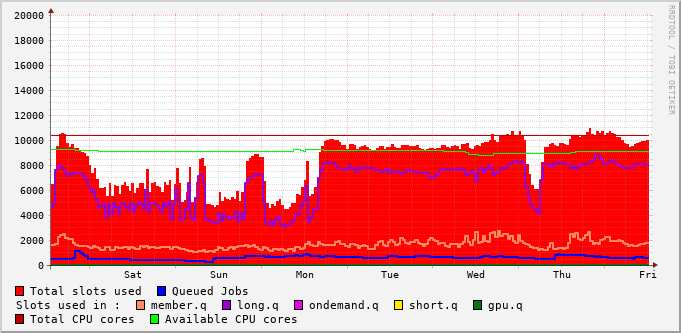 RRDTOOL / TOBI OETIKER
20000
18000
16000
14000
12000
10000
8000
6000
4000
2000
0
Sat Sun Mon Tue Wed Thu Fri
Total slots used Queued Jobs
Slots used in : member.q long.q ondemand.q short.q gpu.q
Total CPU cores Available CPU cores